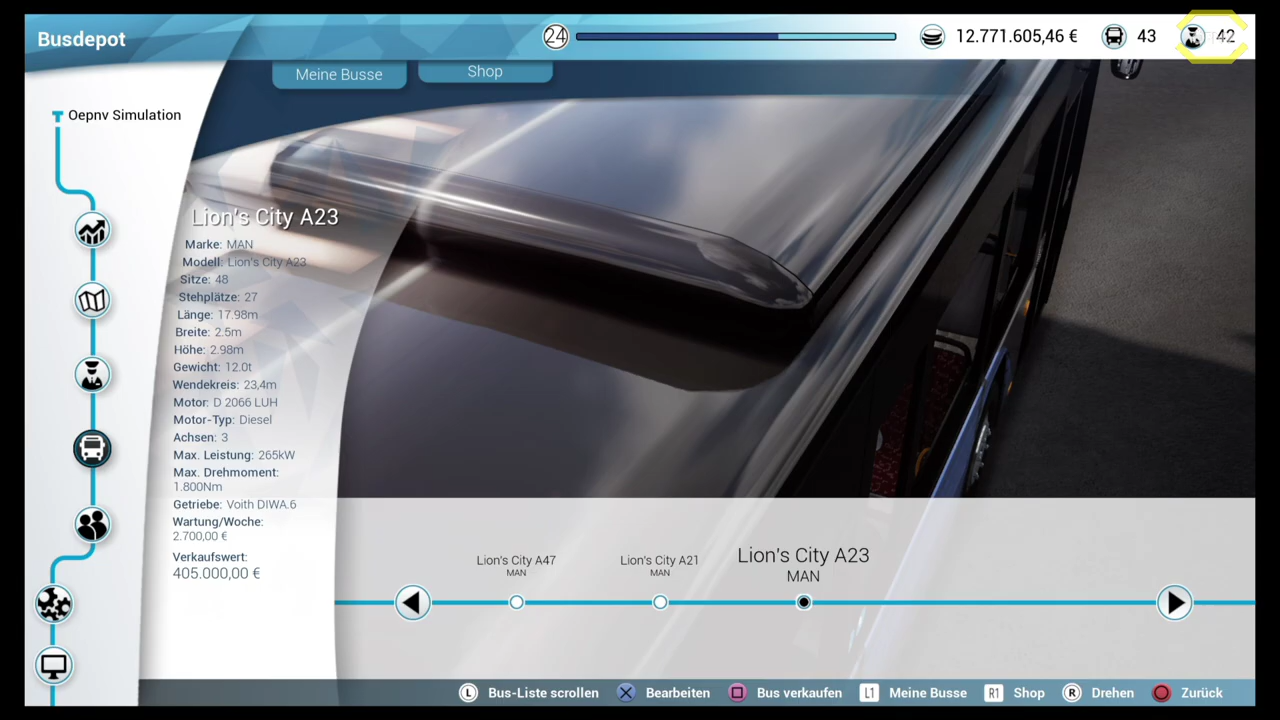 Busdepot
24
12.771.605,46 €
43
42
Meine Busse
Shop
Oepnv Simulation
Lion's City A23
Marke: MAN
Modell: Lion's City A23
Sitze: 48
Stehplätze: 27
Länge: 17.98m
Breite: 2.5m
Höhe: 2.98m
Gewicht: 12.0t
Wendekreis: 23,4m
Motor: D 2066 LUH
Motor-Typ: Diesel
Achsen: 3
Max. Leistung: 265kW
Max. Drehmoment:
1.800Nm
Getriebe: Voith DIWA.6
Wartung/Woche:
2.700,00 €
Verkaufswert:
405.000,00 €
Lion's City A47
MAN
Lion's City A21
MAN
Lion's City A23
MAN
L Bus-Liste scrollen Bearbeiten Bus verkaufen L1 Meine Busse R1 Shop R Drehen Zurück